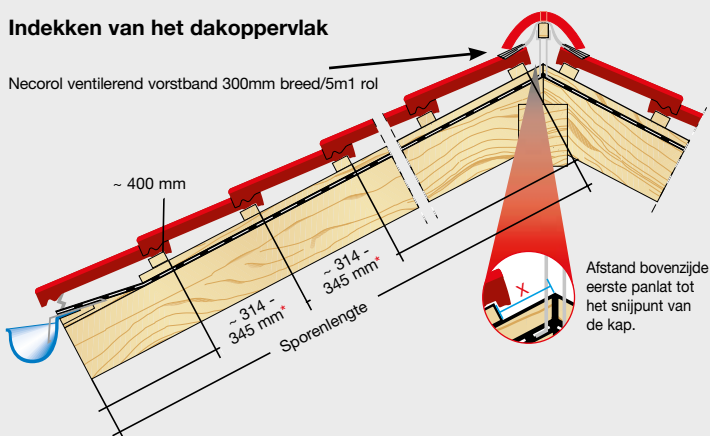 Indekken van het dakoppervlak
Necorol ventilerend vorstband 300mm breed/5m1 rol
~ 400 mm
~ 314 -
345 mm*
~ 314 -
345 mm*
Sporenlengte
X
Afstand bovenzijde
eerste panlat tot
het snijpunt van
de kap.